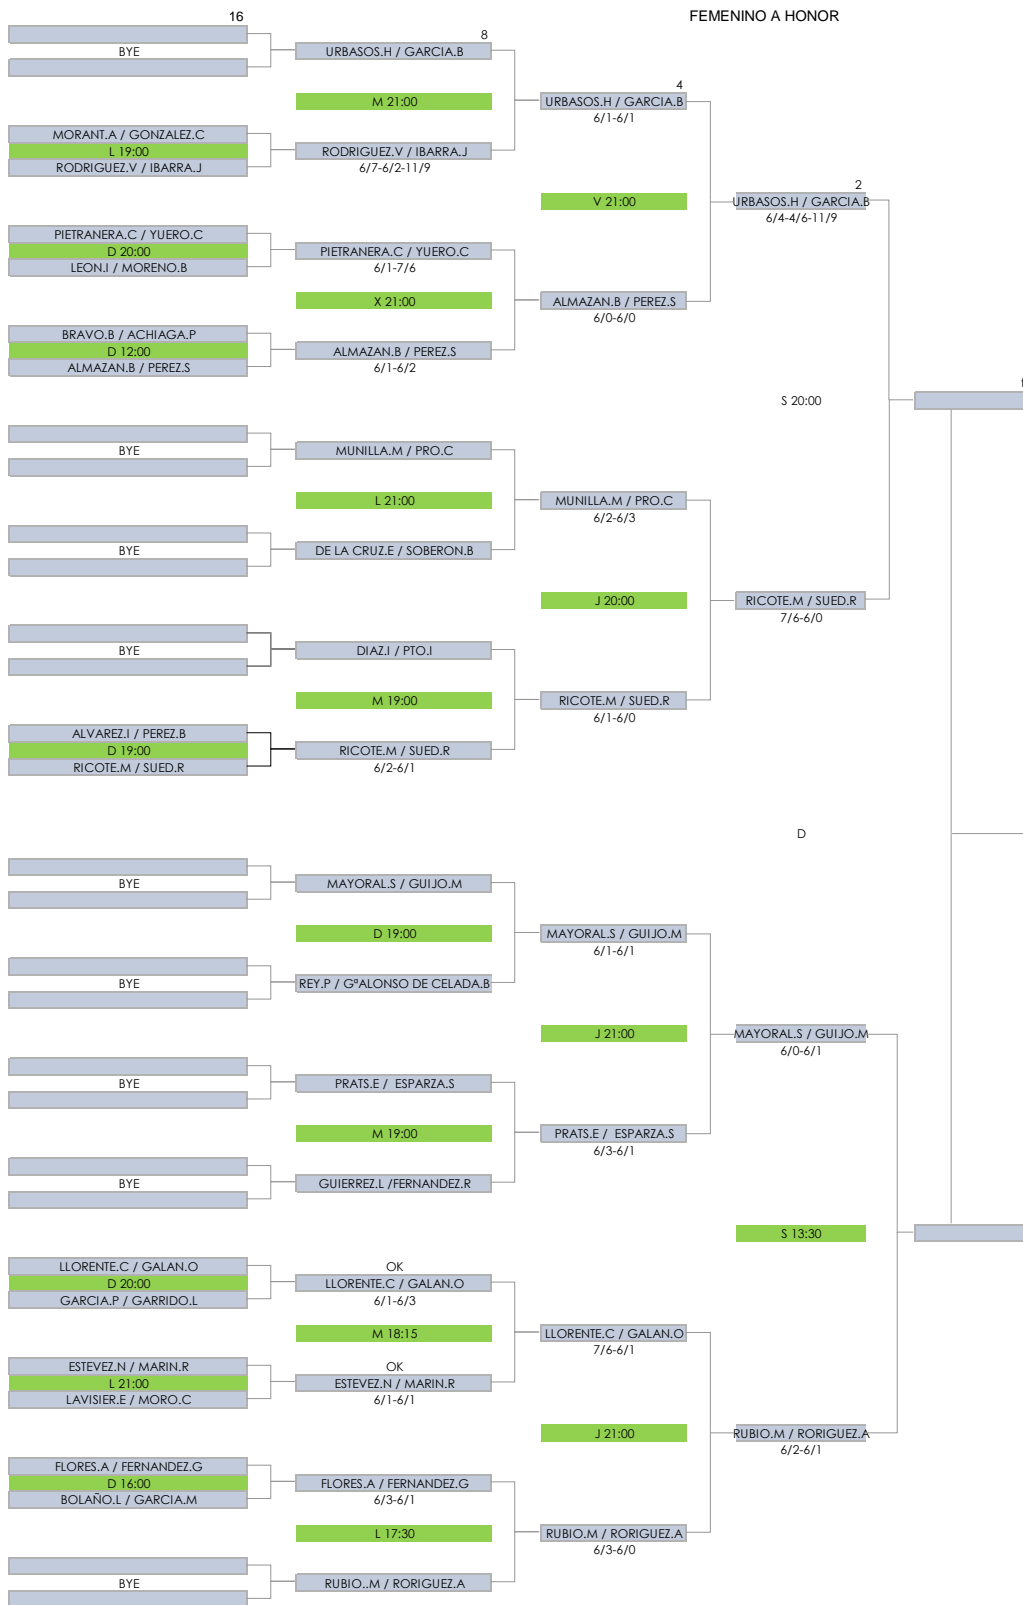 16
FEMENINO A HONOR
8
BYE
URBASOS.H / GARCIA.B
4
M 21:00
URBASOS.H / GARCIA.B
6/1-6/1
MORANT.A / GONZALEZ.C
L 19:00
RODRIGUEZ.V / IBARRA.J
RODRIGUEZ.V / IBARRA.J
6/7-6/2-11/9
2
V 21:00
URBASOS.H / GARCIA.B
6/4-4/6-11/9
PIETRANERA.C / YUERO.C
D 20:00
LEON.I / MORENO.B
PIETRANERA.C / YUERO.C
6/1-7/6
X 21:00
ALMAZAN.B / PEREZ.S
6/0-6/0
BRAVO.B / ACHIAGA.P
D 12:00
ALMAZAN.B / PEREZ.S
ALMAZAN.B / PEREZ.S
6/1-6/2
S 20:00
BYE
MUNILLA.M / PRO.C
L 21:00
MUNILLA.M / PRO.C
6/2-6/3
BYE
DE LA CRUZ.E / SOBERON.B
J 20:00
RICOTE.M / SUED.R
7/6-6/0
BYE
DIAZ.I / PTO.I
M 19:00
RICOTE.M / SUED.R
6/1-6/0
ALVAREZ.I / PEREZ.B
D 19:00
RICOTE.M / SUED.R
RICOTE.M / SUED.R
6/2-6/1
D
BYE
MAYORAL.S / GUIJO.M
D 19:00
MAYORAL.S / GUIJO.M
6/1-6/1
BYE
REY.P / GªALONSO DE CELADA.B
J 21:00
MAYORAL.S / GUIJO.M
6/0-6/1
BYE
PRATS.E /  ESPARZA.S
M 19:00
PRATS.E /  ESPARZA.S
6/3-6/1
BYE
GUIERREZ.L /FERNANDEZ.R
S 13:30
LLORENTE.C / GALAN.O
D 20:00
GARCIA.P / GARRIDO.L
OK
LLORENTE.C / GALAN.O
6/1-6/3
M 18:15
LLORENTE.C / GALAN.O
7/6-6/1
ESTEVEZ.N / MARIN.R
L 21:00
LAVISIER.E / MORO.C
OK
ESTEVEZ.N / MARIN.R
6/1-6/1
J 21:00
RUBIO.M / RORIGUEZ.A
6/2-6/1
FLORES.A / FERNANDEZ.G
D 16:00
BOLAÑO.L / GARCIA.M
FLORES.A / FERNANDEZ.G
6/3-6/1
L 17:30
RUBIO.M / RORIGUEZ.A
6/3-6/0
BYE
RUBIO..M / RORIGUEZ.A